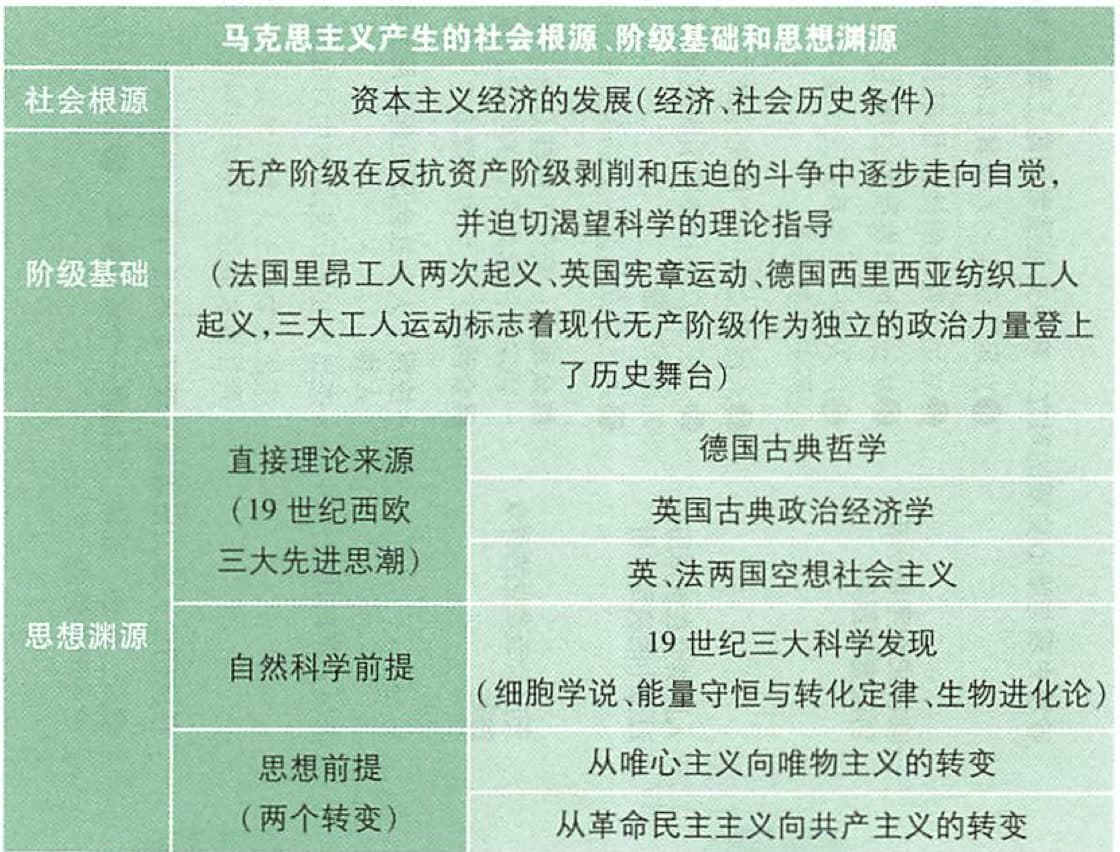 马克思主义产生的社会根源、阶级基础和思想渊源
社会根源
资本主义经济的发展(经济、社会历史条件)
阶级基础
无产阶级在反抗资产阶级剥削和压迫的斗争中逐步走向自觉,
并迫切渴望科学的理论指导
(法国里昂工人两次起义、英国宪章运动、德国西里西亚纺织工人
起义,三大工人运动标志着现代无产阶级作为独立的政治力量登上
了历史舞台)
思想渊源
直接理论来源
(19 世纪西欧
三大先进思潮)
德国古典哲学
英国古典政治经济学
英、法两国空想社会主义
自然科学前提
19 世纪三大科学发现
(细胞学说、能量守恒与转化定律、生物进化论)
思想前提
(两个转变)
从唯心主义向唯物主义的转变
从革命民主主义向共产主义的转变